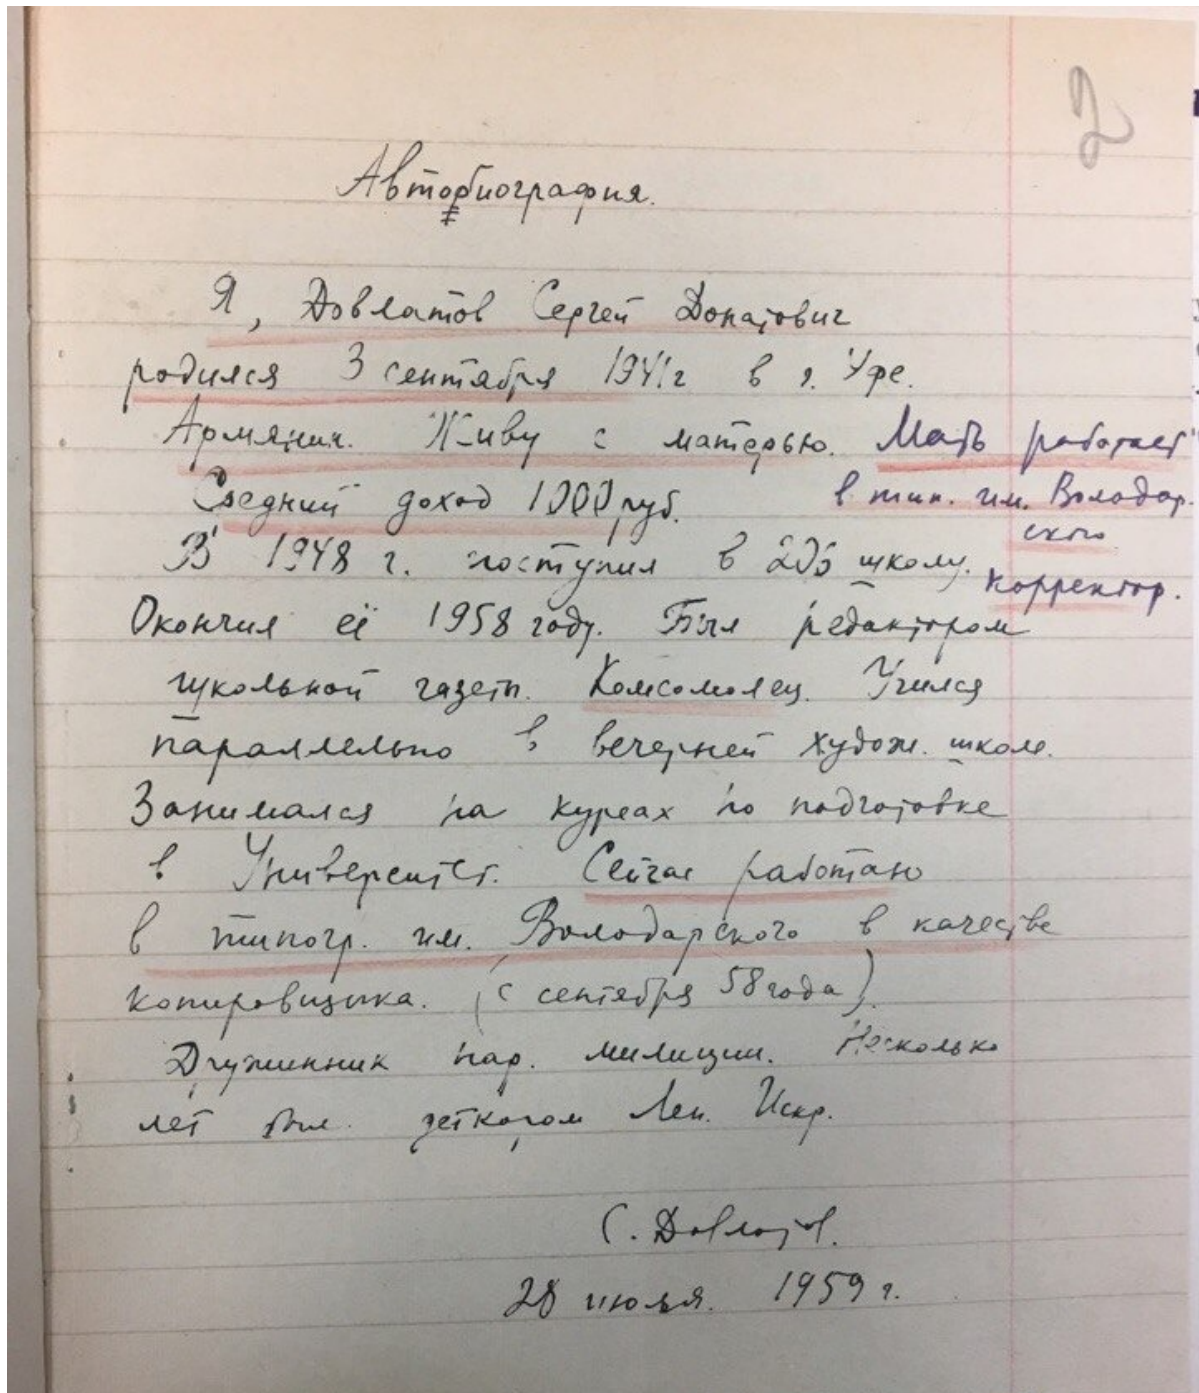 2
Автобиография.
Я, Довлатов Сергей Донатович
родился 3 сентября 1941г в г. Уфе.
Армянин. Живу с матерью. Мать работает
Средний доход 1000 руб. в тип. им. Володар.
ского
В 1948 г. поступил в 206 школу. корректор.
Окончил её 1958 году. Был редактором
школьной газеты. Комсомолец. Учился
параллельно в вечерней худож. школе.
Занимался на курсах по подготовке
в Университет. Сейчас работаю
в типогр. им. Володарского в качестве
копировщика. (с сентября 58 года).
Дружинник нар. милиции. Несколько
лет был деткором Лен. Искр.
С. Довлатов.
28 июля. 1959 г.